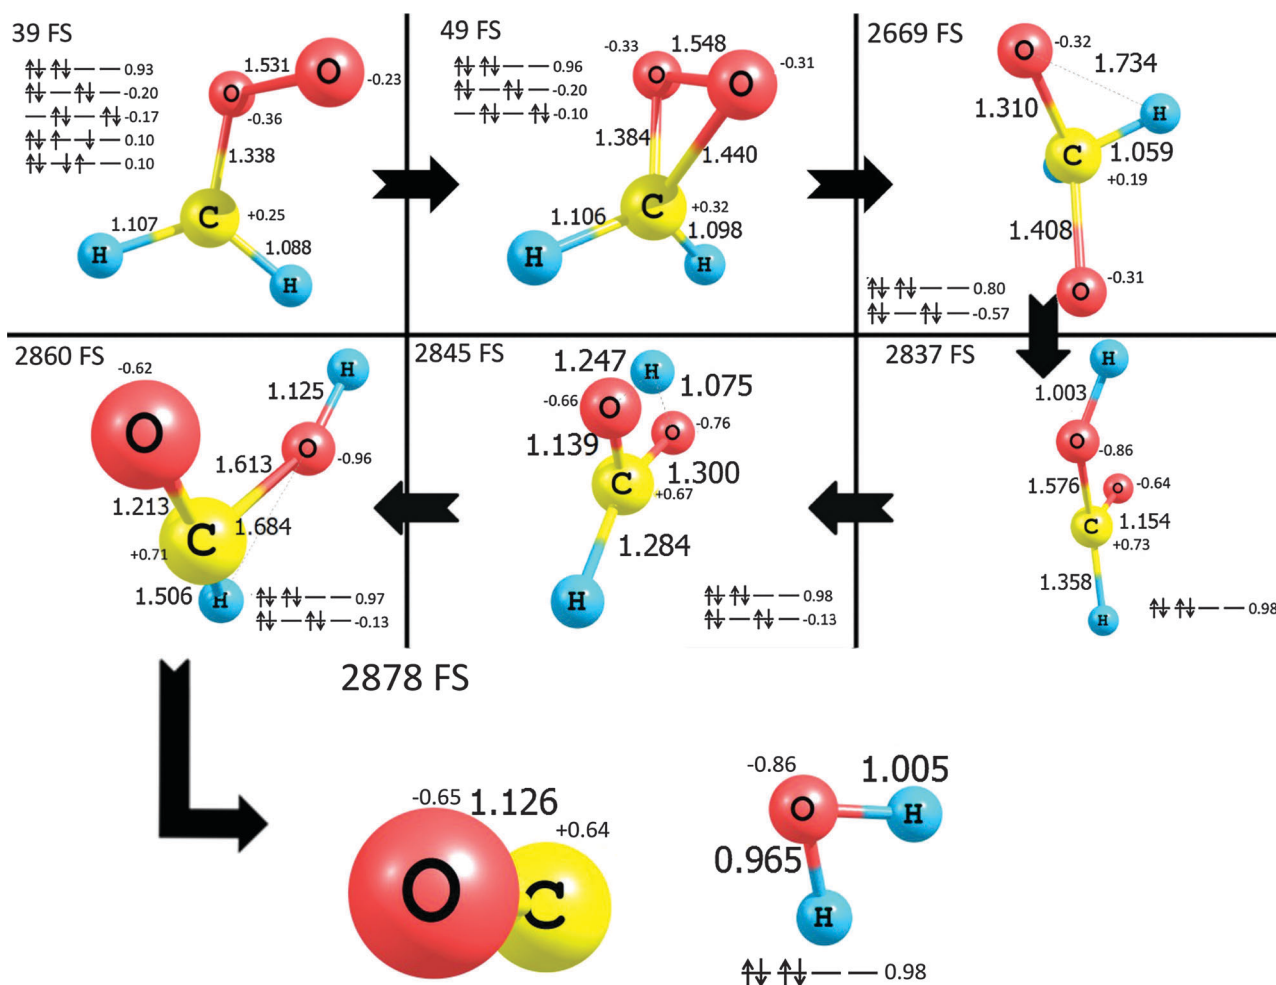 39 FS
0.93
-0.20
-0.17
0.10
0.10
1.531
O
O
-0.23
-0.36
1.338
C
+0.25
1.107
1.088
H
H
49 FS
0.96
-0.20
-0.10
-0.33
1.548
-0.31
O
O
1.384
1.440
C
+0.32
1.106
1.098
H
H
2669 FS
O
-0.32
1.734
H
1.310
C
1.059
+0.19
1.408
O
-0.31
0.80
-0.57
2860 FS
-0.62
H
1.125
O
O
-0.96
1.613
1.213
C
1.684
+0.71
1.506
H
0.97
-0.13
2845 FS
1.247
H
1.075
-0.66
O
O
-0.76
1.139
1.300
C
+0.67
1.284
H
0.98
-0.13
2837 FS
H
1.003
O
-0.86
O
-0.64
1.576
C
1.154
+0.73
1.358
H
0.98
2878 FS
-0.65
1.126
+0.64
O
C
-0.86
1.005
O
H
0.965
H
0.98